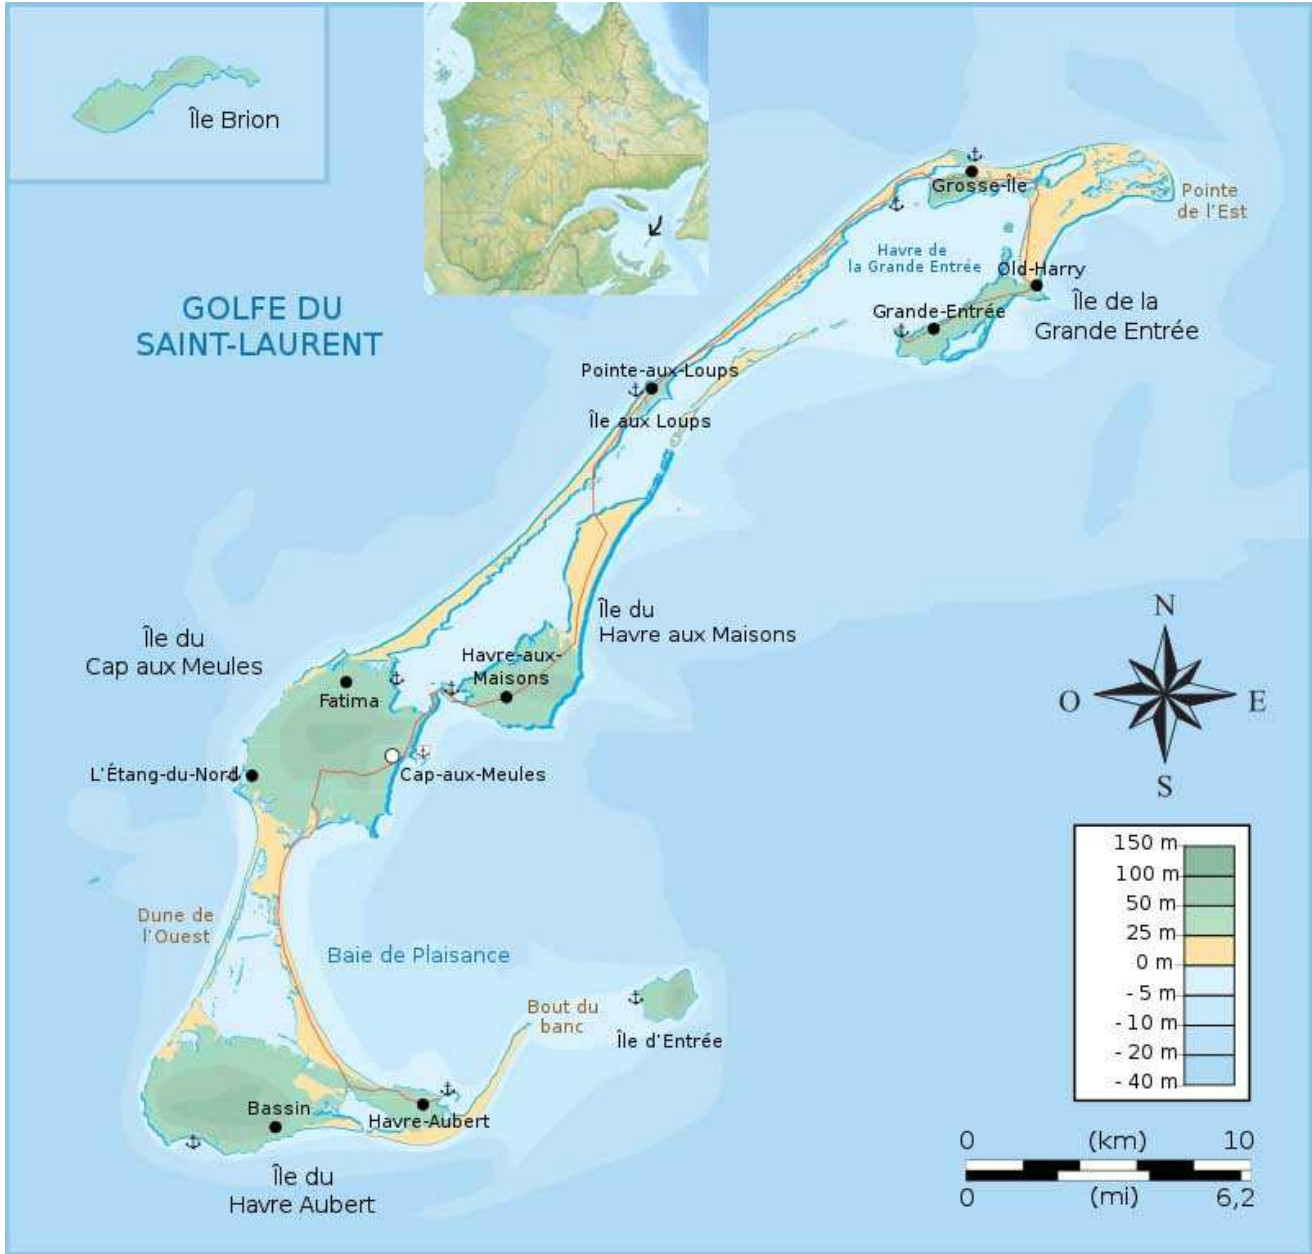 Île Brion
Grosse-Île
Pointe
de l'Est
Havre de
la Grande Entrée
Old-Harry
Île de la
Grande Entrée
Grande-Entrée
GOLFE DU
SAINT-LAURENT
Pointe-aux-Loups
Île aux Loups
Île du
Havre aux Maisons
Île du
Cap aux Meules
Havre-aux-
Maisons
Fatima
L'Étang-du-Nord
Cap-aux-Meules
N
O
E
S
Dune de
l'Ouest
Baie de Plaisance
Bout du
banc
Île d'Entrée
Bassin
Havre-Aubert
Île du
Havre Aubert
150 m
100 m
50 m
25 m
0 m
- 5 m
- 10 m
- 20 m
- 40 m
0 (km) 10
0 (mi) 6,2